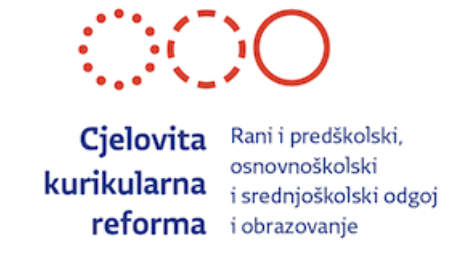 Cjelovita
kurikularna
reforma
Rani i predškolski,
osnovnoškolski
i srednjoškolski odgoj
i obrazovanje